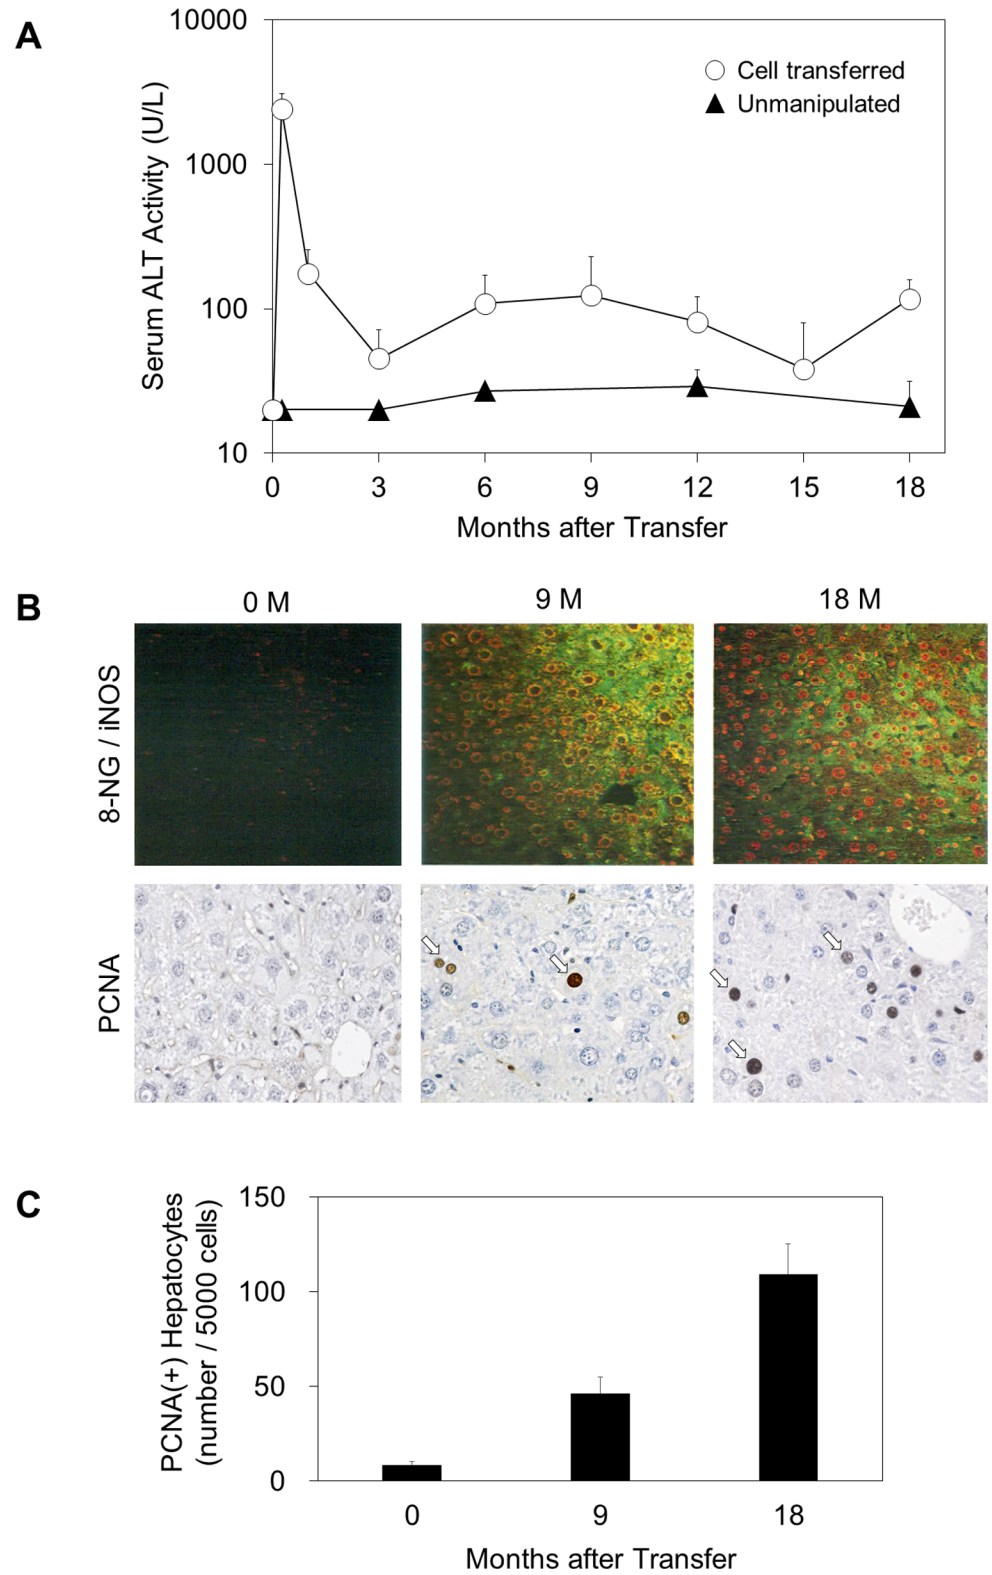 A
Serum ALT Activity (U/L)
10000
1000
100
10
Cell transferred
Unmanipulated
0 3 6 9 12 15 18
Months after Transfer
B
0 M 9 M 18 M
8-NG / iNOS
PCNA
C
PCNA(+) Hepatocytes
(number / 5000 cells)
150
100
50
0
0 9 18
Months after Transfer